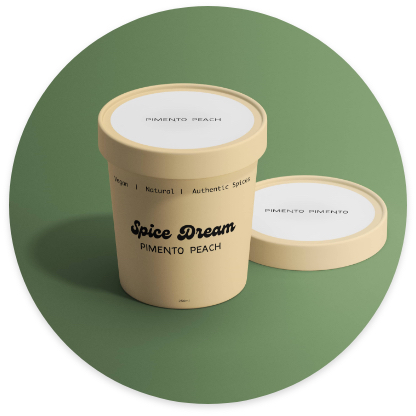 PIMENTO PEACH
Vegan | Natural | Authentic Spices
Spice Dream
PIMENTO PEACH
PIMENTO PIMENTO